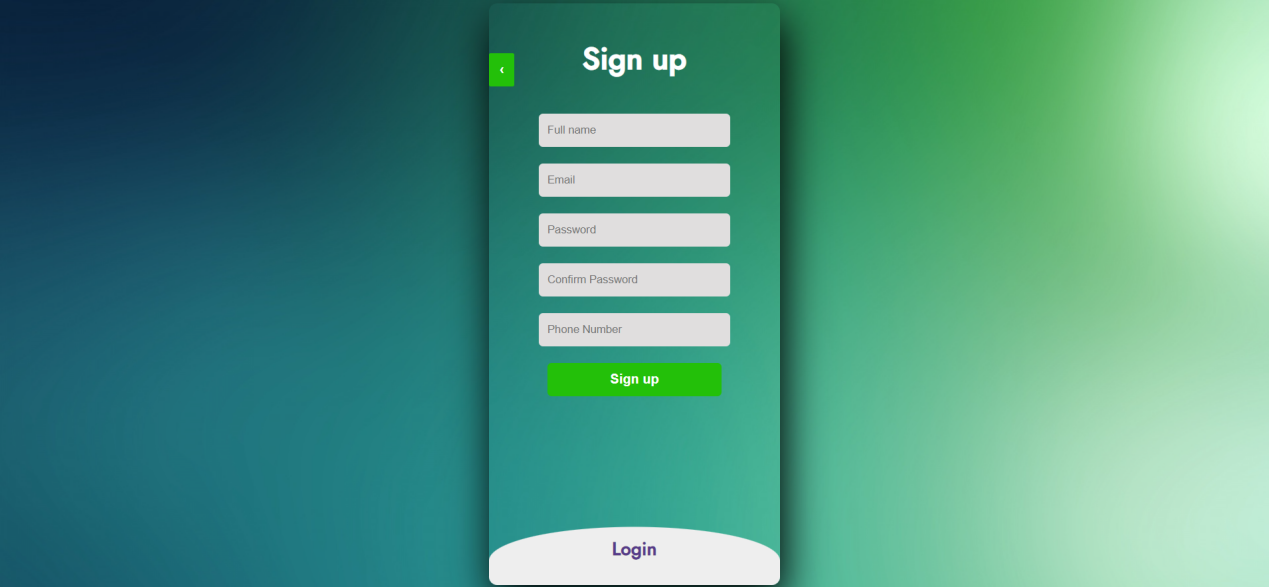 Sign up
‹
Full name
Email
Password
Confirm Password
Phone Number
Sign up
Login